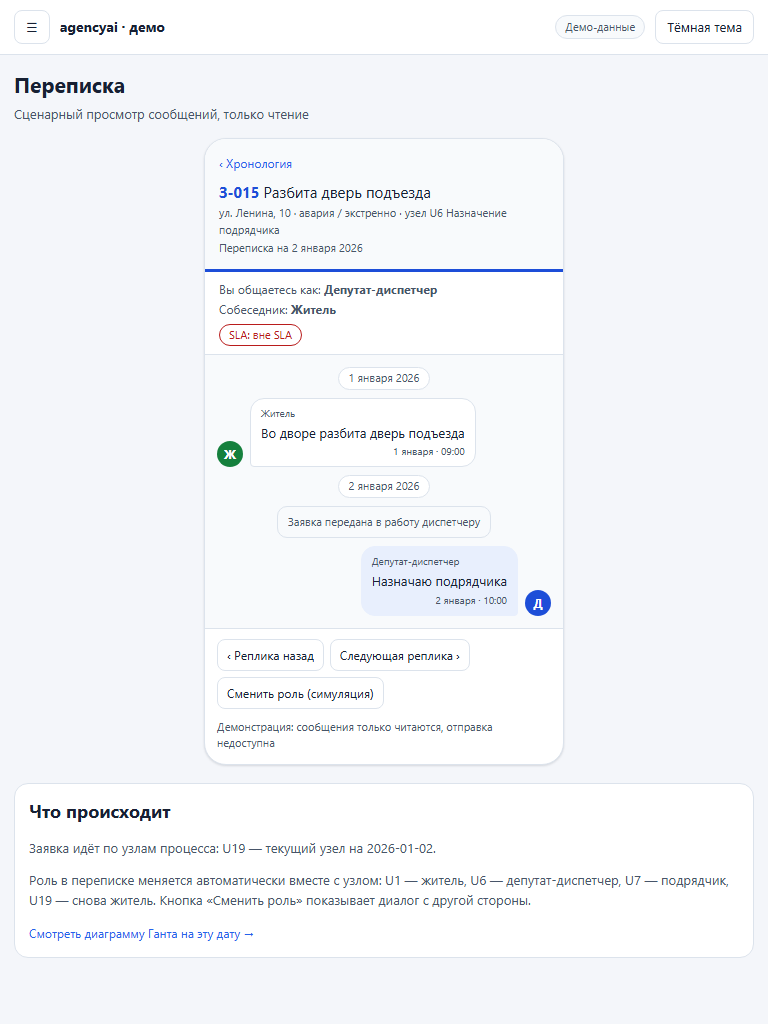 ☰
agencyai · демо
Демо-данные
Тёмная тема
Переписка
Сценарный просмотр сообщений, только чтение
‹ Хронология
З-015 Разбита дверь подъезда
ул. Ленина, 10 · авария / экстренно · узел U6 Назначение
подрядчика
Переписка на 2 января 2026
Вы общаетесь как: Депутат-диспетчер
Собеседник: Житель
SLA: вне SLA
1 января 2026
Житель
Во дворе разбита дверь подъезда
1 января · 09:00
Ж
2 января 2026
Заявка передана в работу диспетчеру
Депутат-диспетчер
Назначаю подрядчика
2 января · 10:00
Д
‹ Реплика назад
Следующая реплика ›
Сменить роль (симуляция)
Демонстрация: сообщения только читаются, отправка
недоступна
Что происходит
Заявка идёт по узлам процесса: U19 — текущий узел на 2026-01-02.
Роль в переписке меняется автоматически вместе с узлом: U1 — житель, U6 — депутат-диспетчер, U7 — подрядчик,
U19 — снова житель. Кнопка «Сменить роль» показывает диалог с другой стороны.
Смотреть диаграмму Ганта на эту дату →